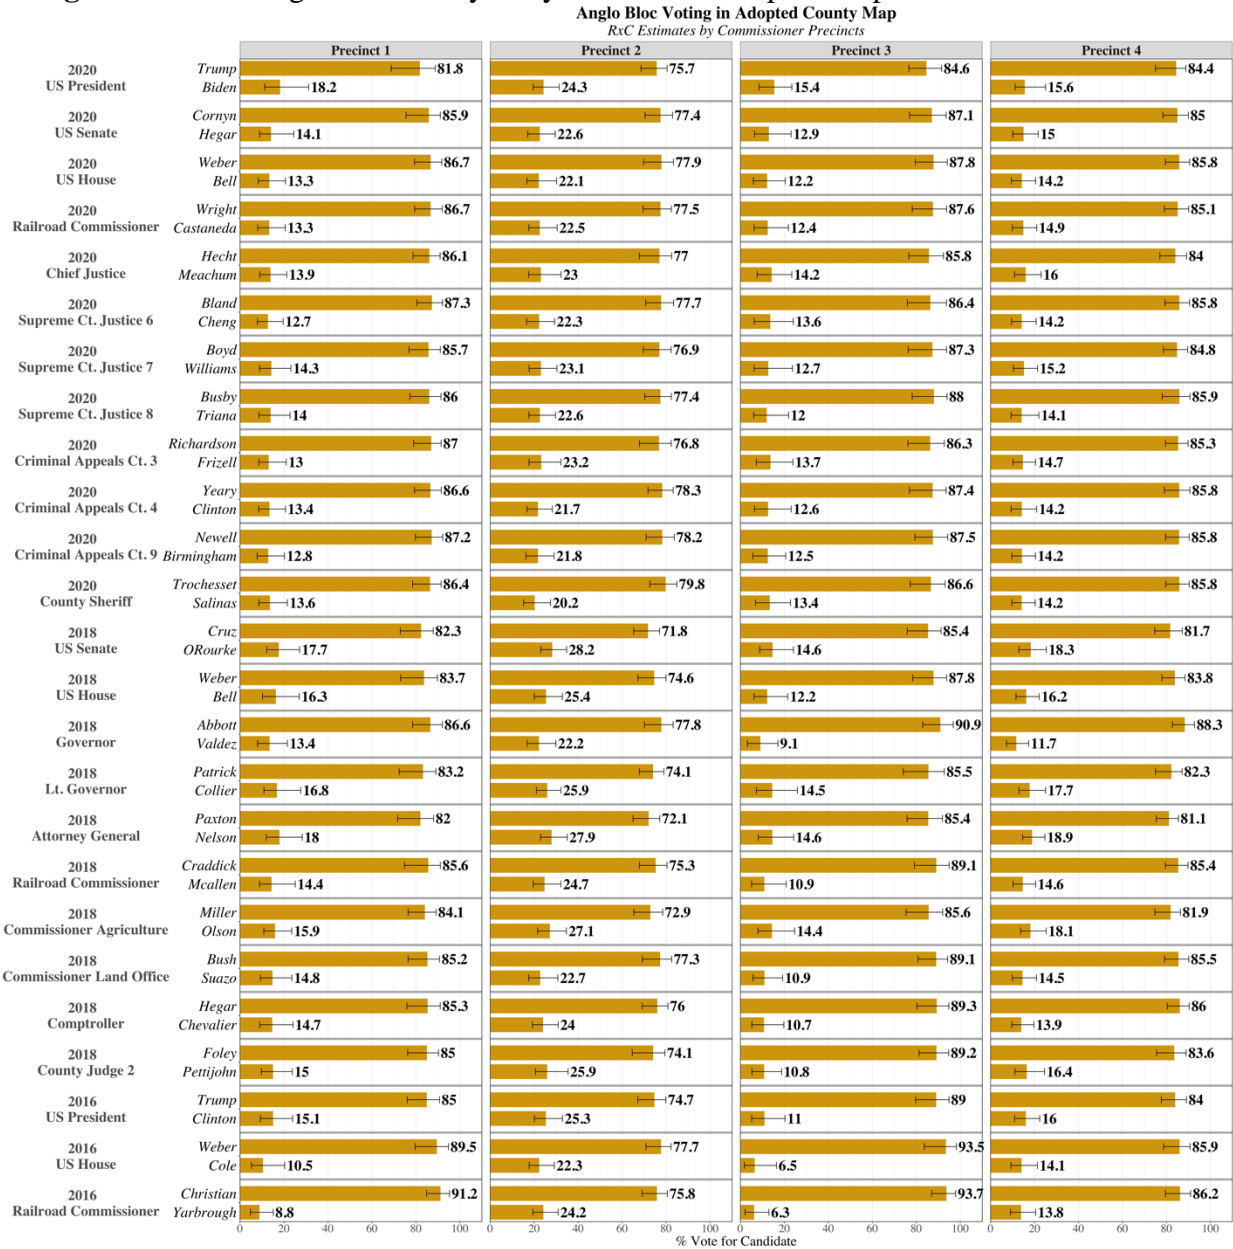 Anglo Bloc Voting in Adopted County Map
RxC Estimates by Commissioner Precincts
Precinct 1 Precinct 2 Precinct 3 Precinct 4
2020 US President
Trump 81.8 75.7 84.6 84.4
Biden 18.2 24.3 15.4 15.6
2020 US Senate
Cornyn 85.9 77.4 87.1 85
Hegar 14.1 22.6 12.9 15
2020 US House
Weber 86.7 77.9 87.8 85.8
Bell 13.3 22.1 12.2 14.2
2020 Railroad Commissioner
Wright 86.7 77.5 87.6 85.1
Castaneda 13.3 22.5 12.4 14.9
2020 Chief Justice
Hecht 86.1 77 85.8 84
Meachum 13.9 23 14.2 16
2020 Supreme Ct. Justice 6
Bland 87.3 77.7 86.4 85.8
Cheng 12.7 22.3 13.6 14.2
2020 Supreme Ct. Justice 7
Boyd 85.7 76.9 87.3 84.8
Williams 14.3 23.1 12.7 15.2
2020 Supreme Ct. Justice 8
Busby 86 77.4 88 85.9
Triana 14 22.6 12 14.1
2020 Criminal Appeals Ct. 3
Richardson 87 76.8 86.3 85.3
Frizell 13 23.2 13.7 14.7
2020 Criminal Appeals Ct. 4
Yeary 86.6 78.3 87.4 85.8
Clinton 13.4 21.7 12.6 14.2
2020 Criminal Appeals Ct. 9
Newell 87.2 78.2 87.5 85.8
Birmingham 12.8 21.8 12.5 14.2
2020 County Sheriff
Trochesset 86.4 79.8 86.6 85.8
Salinas 13.6 20.2 13.4 14.2
2018 US Senate
Cruz 82.3 71.8 85.4 81.7
ORourke 17.7 28.2 14.6 18.3
2018 US House
Weber 83.7 74.6 87.8 83.8
Bell 16.3 25.4 12.2 16.2
2018 Governor
Abbott 86.6 77.8 90.9 88.3
Valdez 13.4 22.2 9.1 11.7
2018 Lt. Governor
Patrick 83.2 74.1 85.5 82.3
Collier 16.8 25.9 14.5 17.7
2018 Attorney General
Paxton 82 72.1 85.4 81.1
Nelson 18 27.9 14.6 18.9
2018 Railroad Commissioner
Craddick 85.6 75.3 89.1 85.4
Mcallen 14.4 24.7 10.9 14.6
2018 Commissioner Agriculture
Miller 84.1 72.9 85.6 81.9
Olson 15.9 27.1 14.4 18.1
2018 Commissioner Land Office
Bush 85.2 77.3 89.1 85.5
Suazo 14.8 22.7 10.9 14.5
2018 Comptroller
Hegar 85.3 76 89.3 86
Chevalier 14.7 24 10.7 13.9
2018 County Judge 2
Foley 85 74.1 89.2 83.6
Pettijohn 15 25.9 10.8 16.4
2016 US President
Trump 85 74.7 89 84
Clinton 15.1 25.3 11 16
2016 US House
Weber 89.5 77.7 93.5 85.9
Cole 10.5 22.3 6.5 14.1
2016 Railroad Commissioner
Christian 91.2 75.8 93.7 86.2
Yarbrough 8.8 24.2 6.3 13.8
0 20 40 60 80 100 0 20 40 60 80 100 0 20 40 60 80 100 0 20 40 60 80 100
% Vote for Candidate